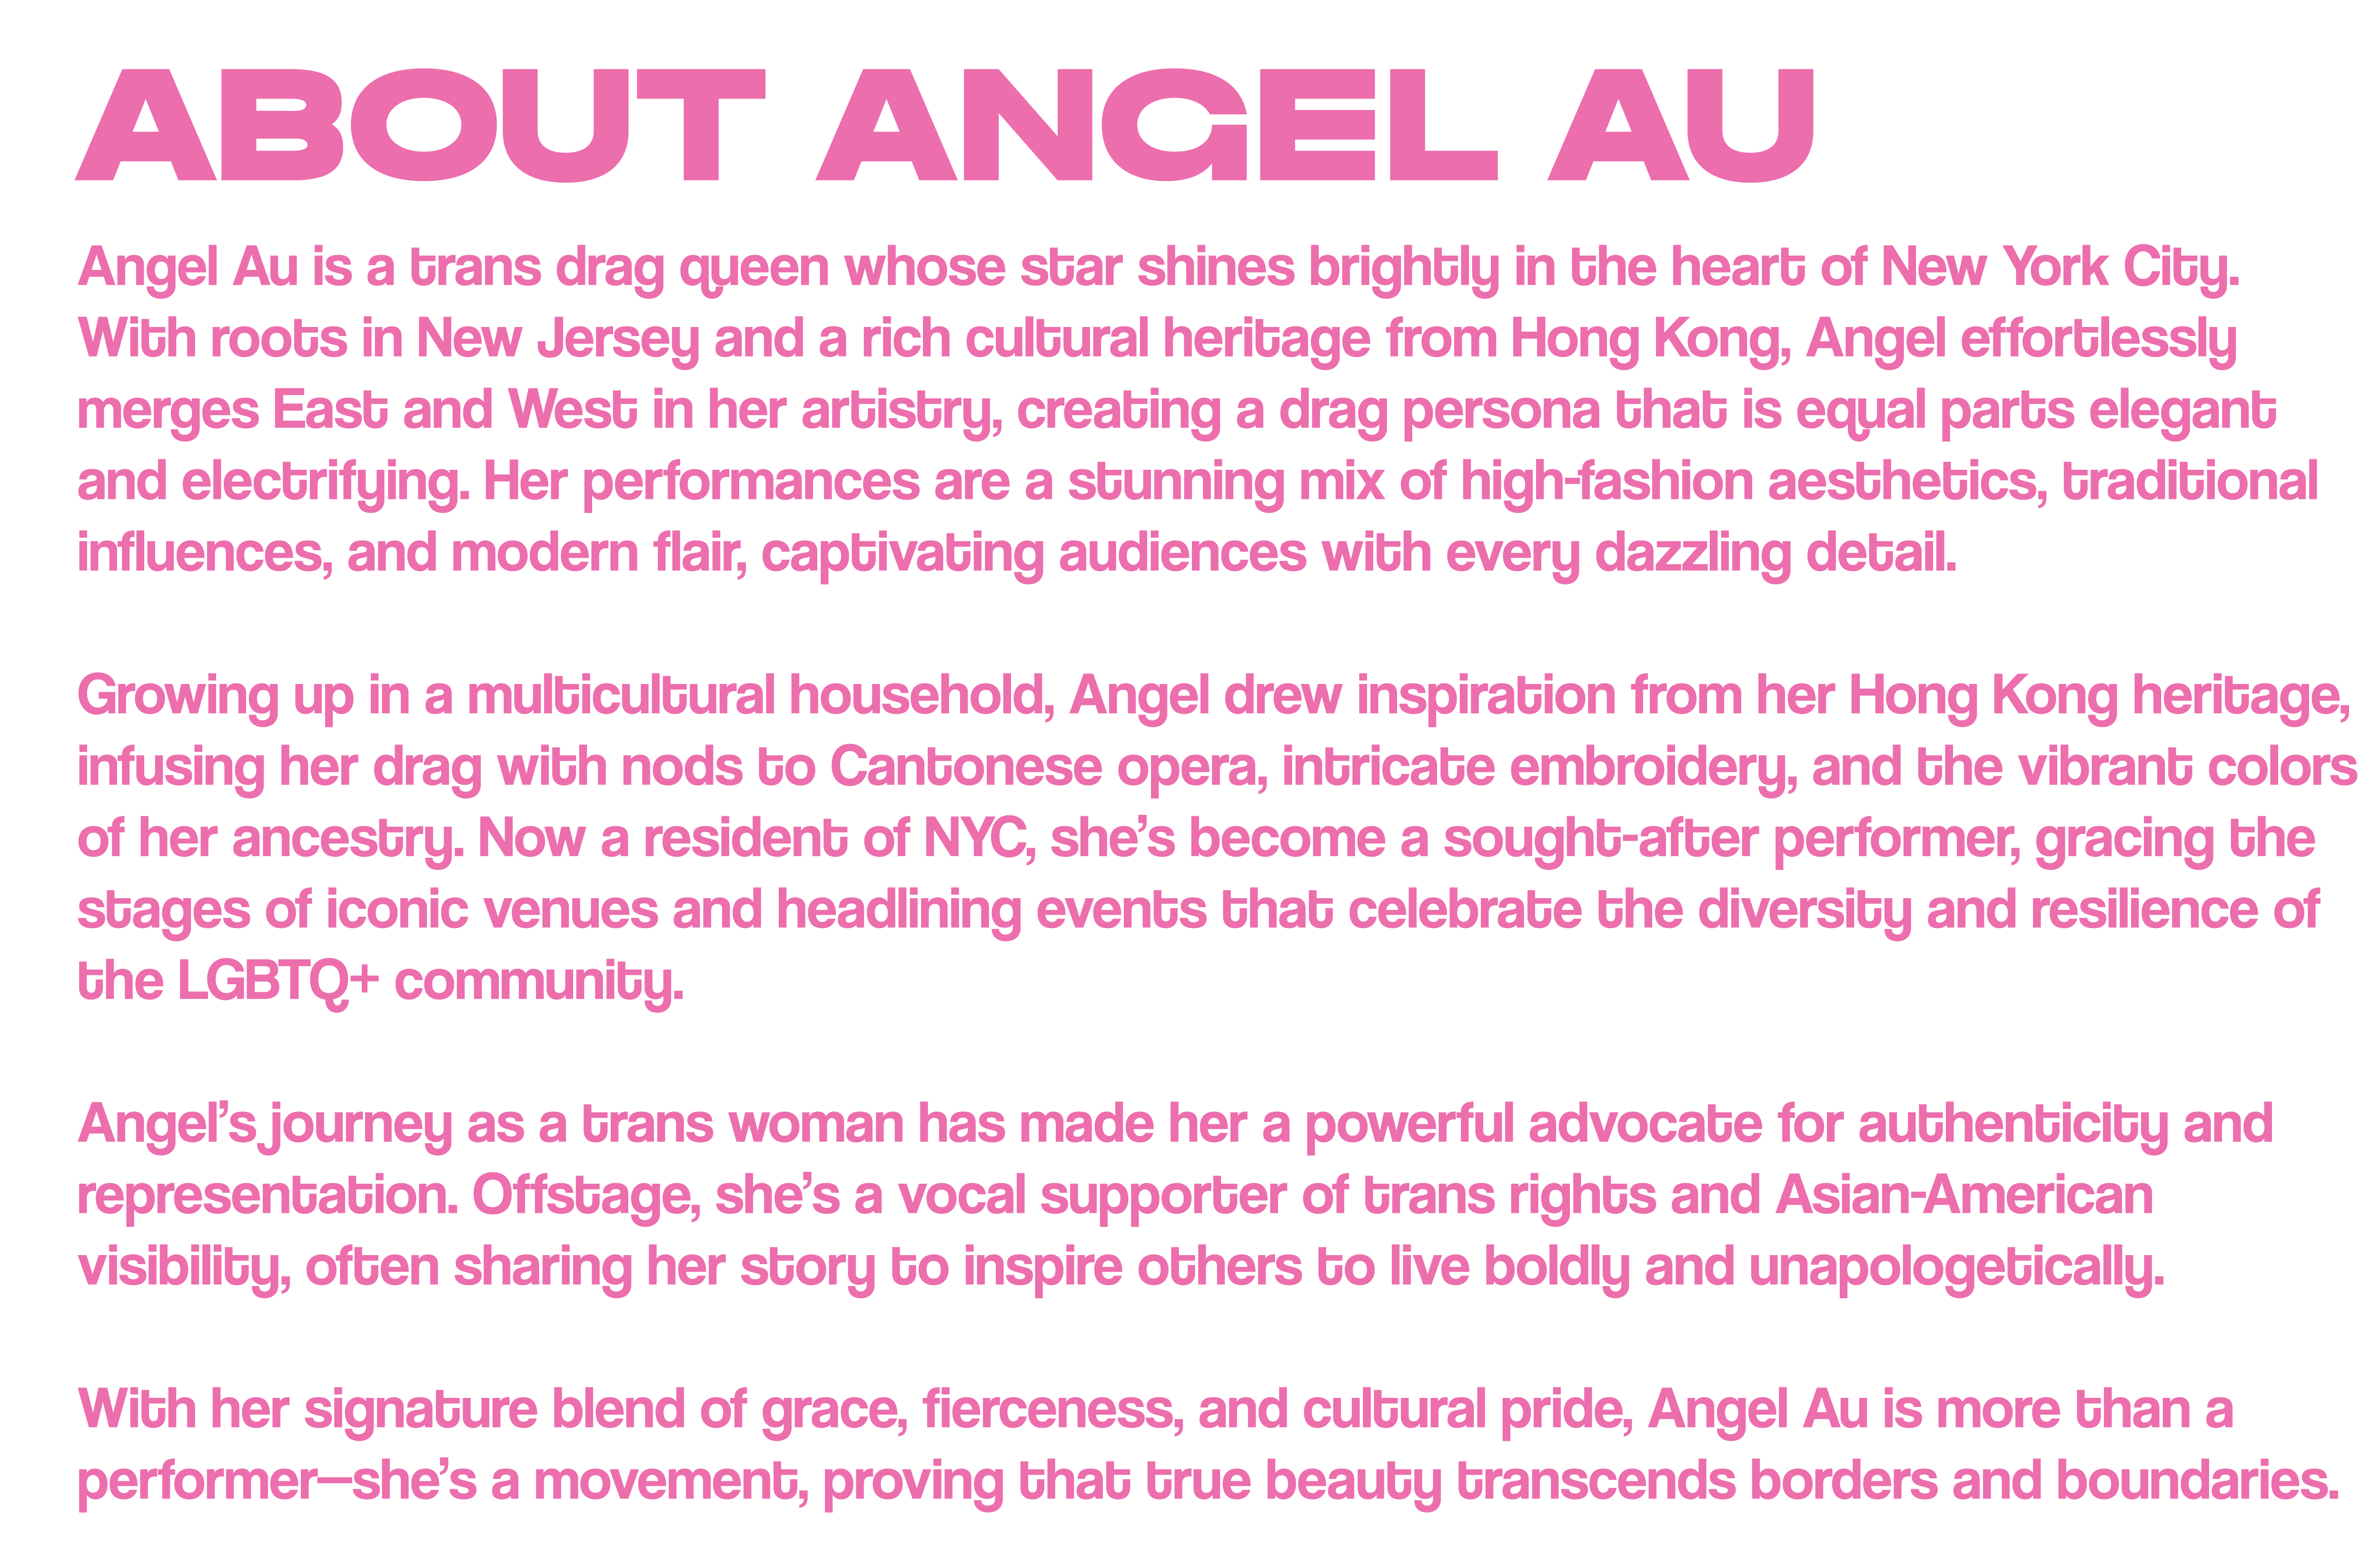 ABOUT ANGEL AU
Angel Au is a trans drag queen whose star shines brightly in the heart of New York City.
With roots in New Jersey and a rich cultural heritage from Hong Kong, Angel effortlessly
merges East and West in her artistry, creating a drag persona that is equal parts elegant
and electrifying. Her performances are a stunning mix of high-fashion aesthetics, traditional
influences, and modern flair, captivating audiences with every dazzling detail.
Growing up in a multicultural household, Angel drew inspiration from her Hong Kong heritage,
infusing her drag with nods to Cantonese opera, intricate embroidery, and the vibrant colors
of her ancestry. Now a resident of NYC, she’s become a sought-after performer, gracing the
stages of iconic venues and headlining events that celebrate the diversity and resilience of
the LGBTQ+ community.
Angel’s journey as a trans woman has made her a powerful advocate for authenticity and
representation. Offstage, she’s a vocal supporter of trans rights and Asian-American
visibility, often sharing her story to inspire others to live boldly and unapologetically.
With her signature blend of grace, fierceness, and cultural pride, Angel Au is more than a
performer—she’s a movement, proving that true beauty transcends borders and boundaries.